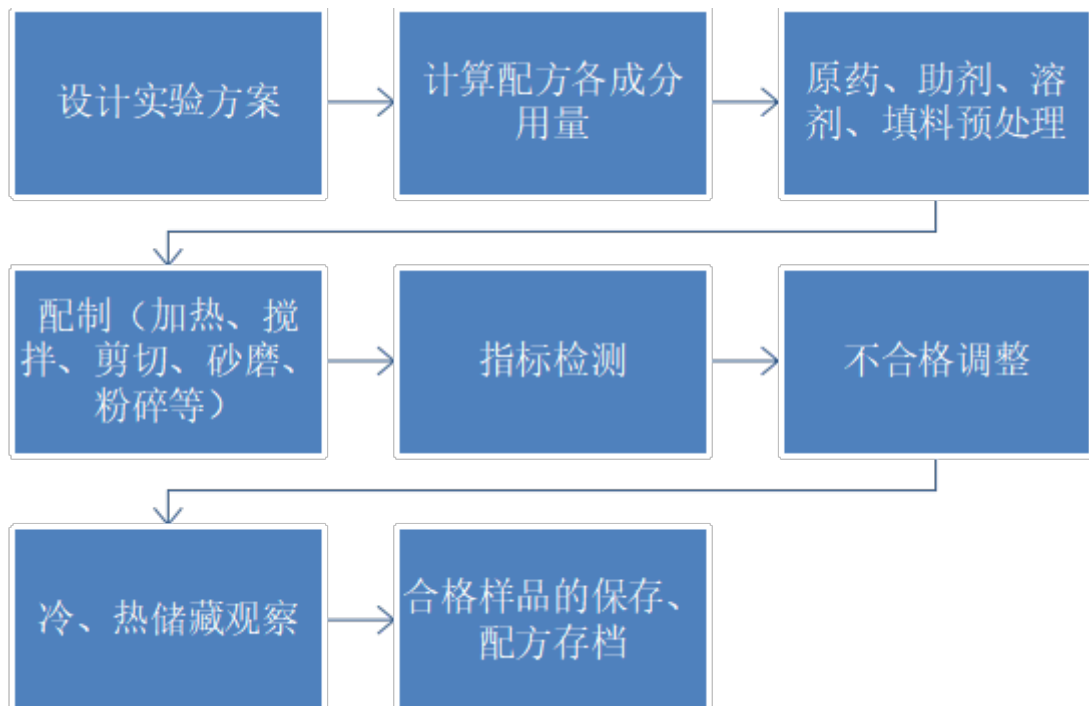 设计实验方案
计算配方各成分
用量
原药、助剂、溶
剂、填料预处理
配制（加热、搅
拌、剪切、砂磨、
粉碎等）
指标检测
不合格调整
冷、热储藏观察
合格样品的保存、
配方存档